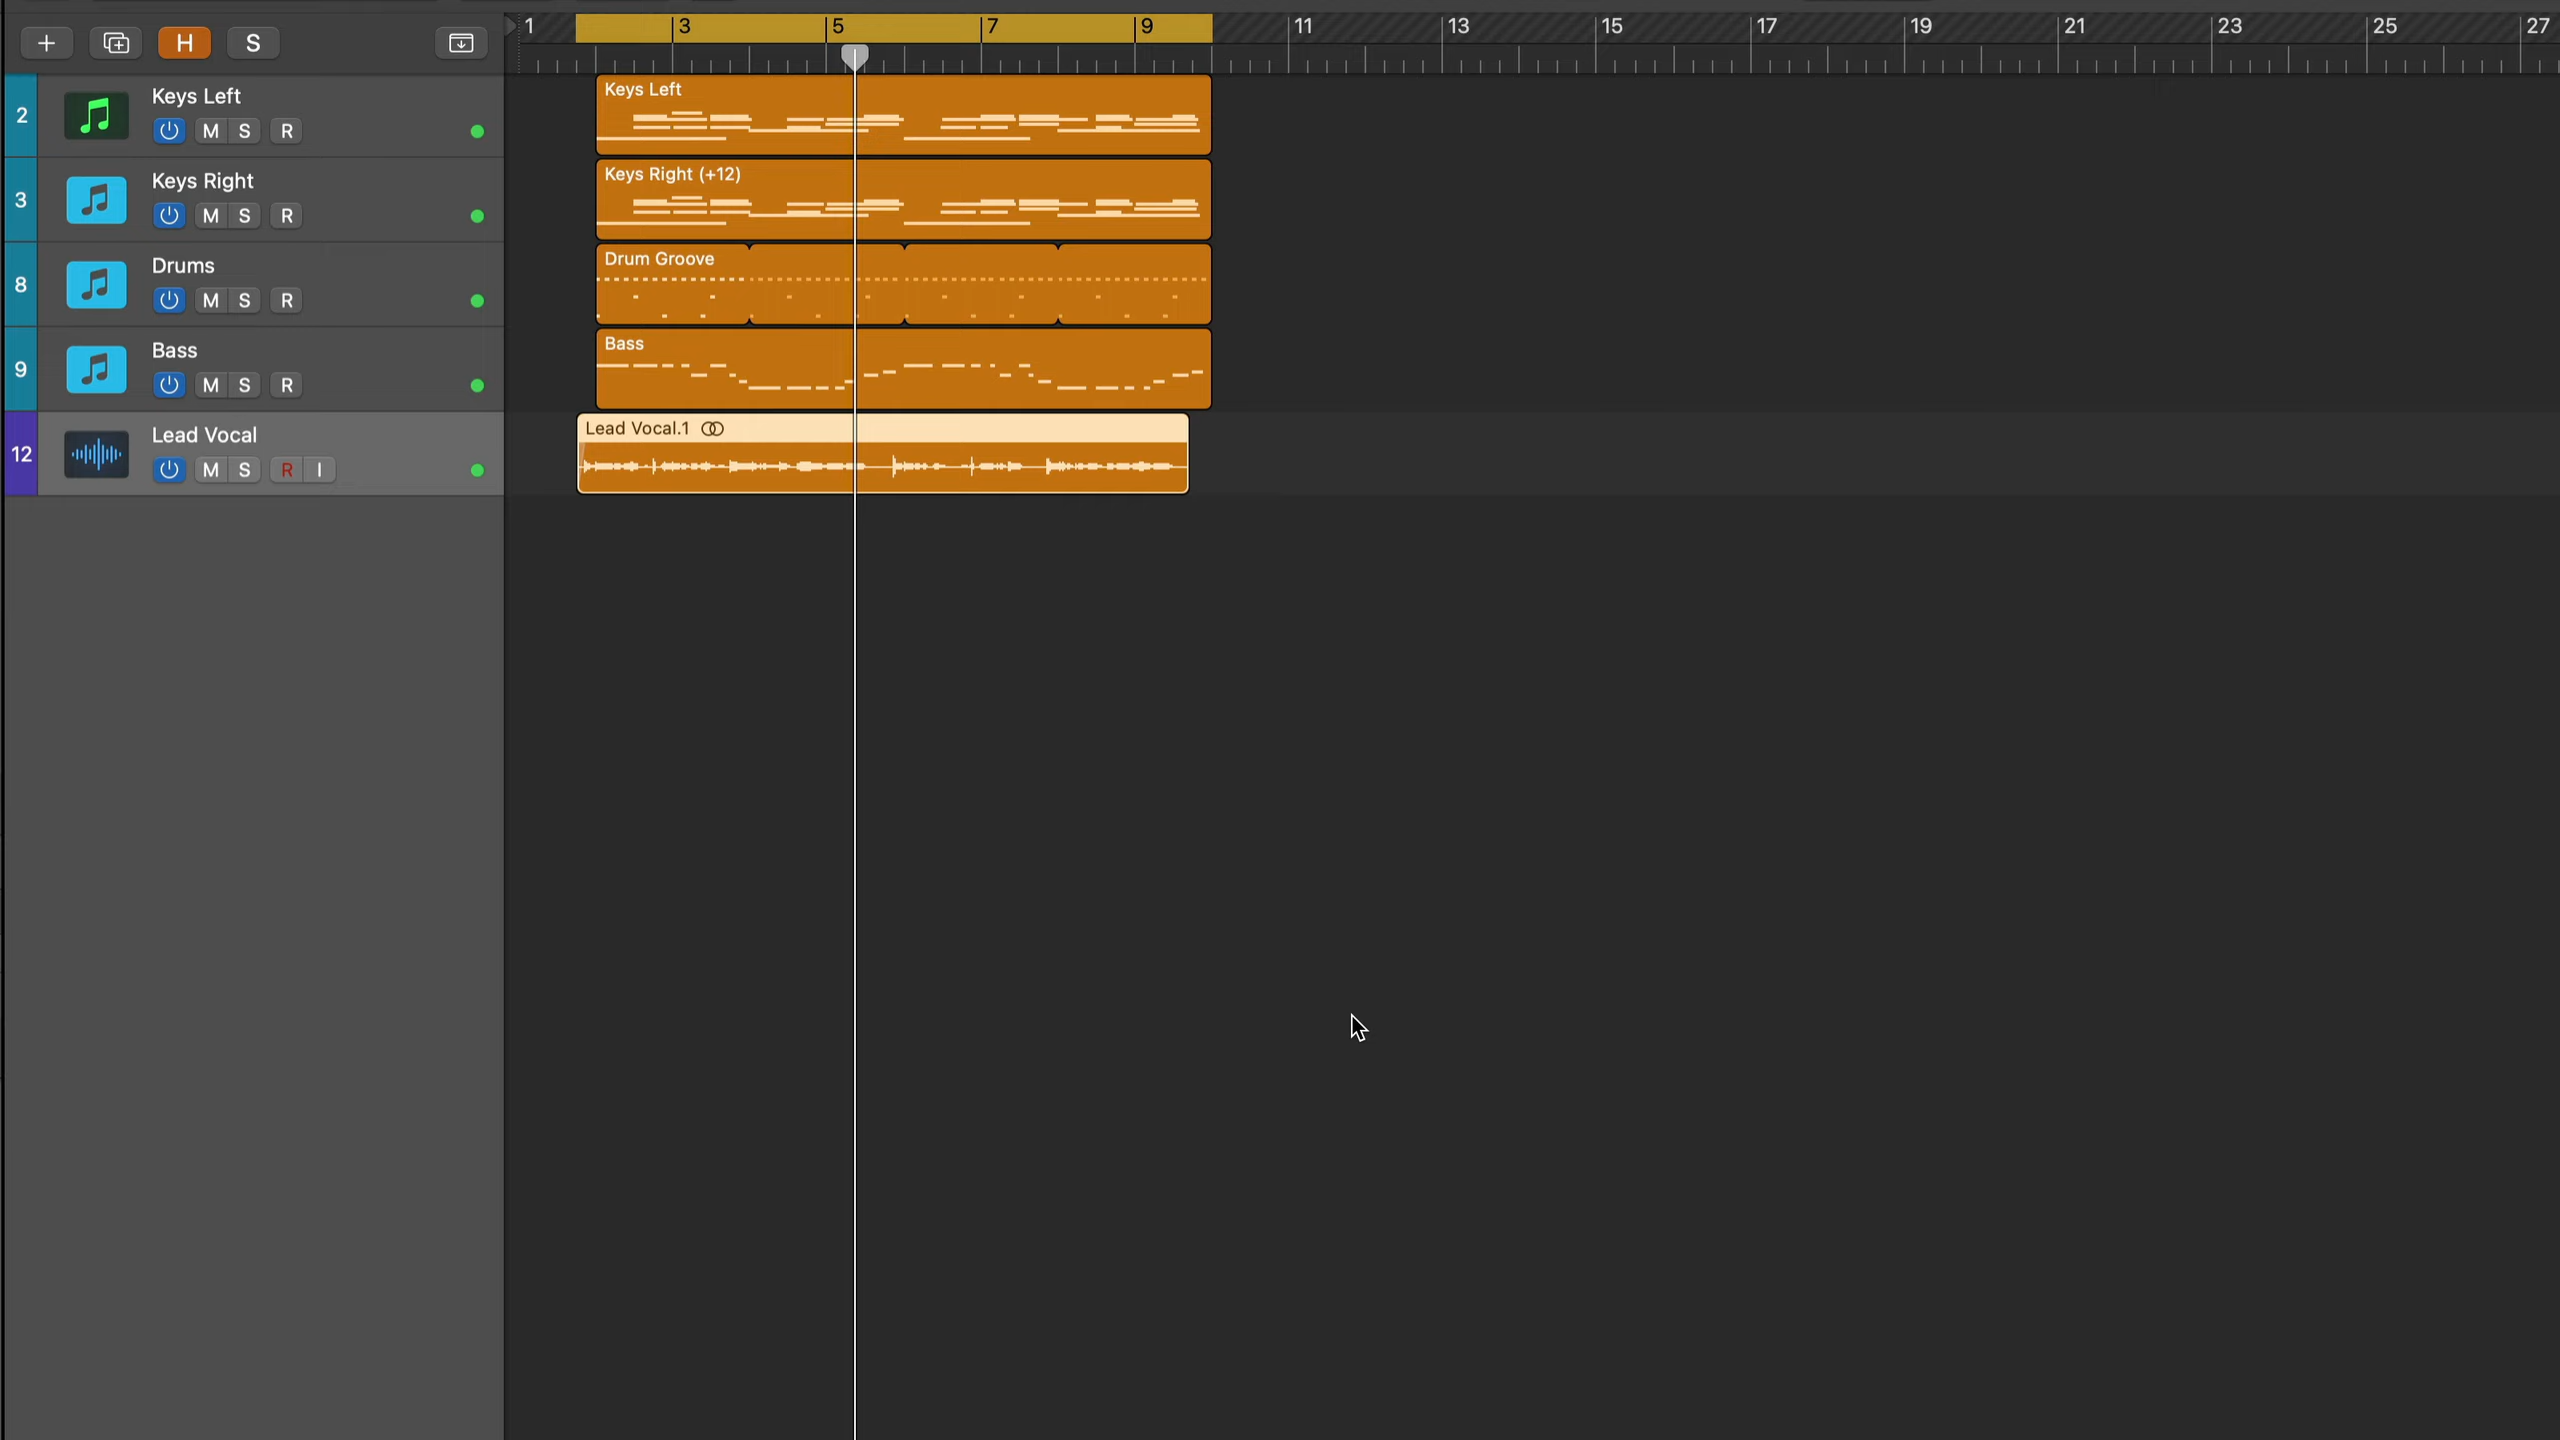 H S
1 3 5 7 9 11 13 15 17 19 21 23 25 27
2 Keys Left
M S R
Keys Left
3 Keys Right
M S R
Keys Right (+12)
8 Drums
M S R
Drum Groove
9 Bass
M S R
Bass
12 Lead Vocal
M S R I
Lead Vocal.1